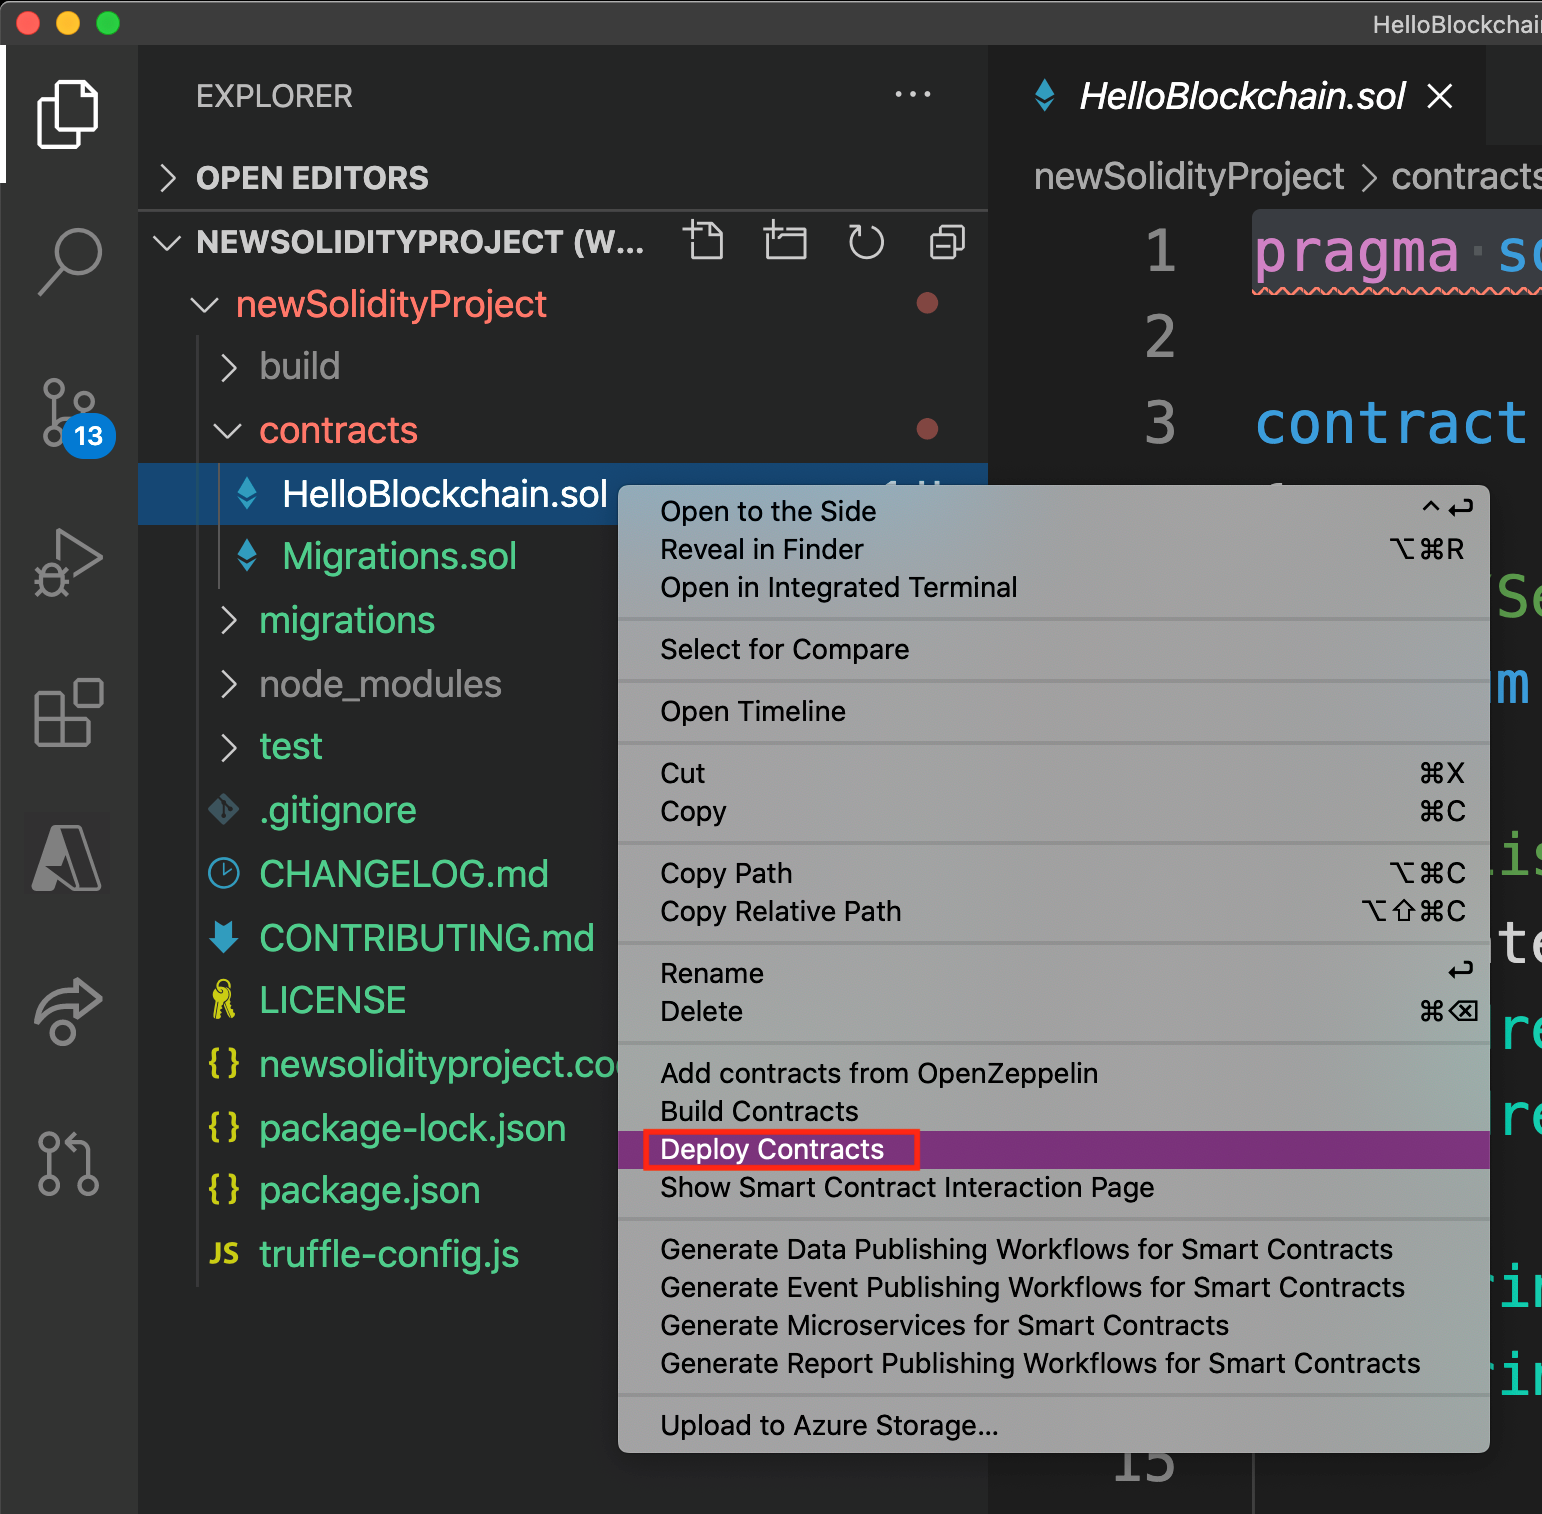 HelloBlockchain
EXPLORER
OPEN EDITORS
NEWSOLIDITYPROJECT (W...
newSolidityProject
build
contracts
HelloBlockchain.sol
Migrations.sol
migrations
node_modules
test
.gitignore
CHANGELOG.md
CONTRIBUTING.md
LICENSE
newsolidityproject.co
package-lock.json
package.json
JS truffle-config.js
13
HelloBlockchain.sol
newSolidityProject > contracts
1 pragma so
2
3 contract
Open to the Side ^↩
Reveal in Finder ⌥⌘R
Open in Integrated Terminal
Select for Compare
Open Timeline
Cut ⌘X
Copy ⌘C
Copy Path ⌥⌘C
Copy Relative Path ⌥⇧⌘C
Rename ↩
Delete ⌘⌫
Add contracts from OpenZeppelin
Build Contracts
Deploy Contracts
Show Smart Contract Interaction Page
Generate Data Publishing Workflows for Smart Contracts
Generate Event Publishing Workflows for Smart Contracts
Generate Microservices for Smart Contracts
Generate Report Publishing Workflows for Smart Contracts
Upload to Azure Storage...
15